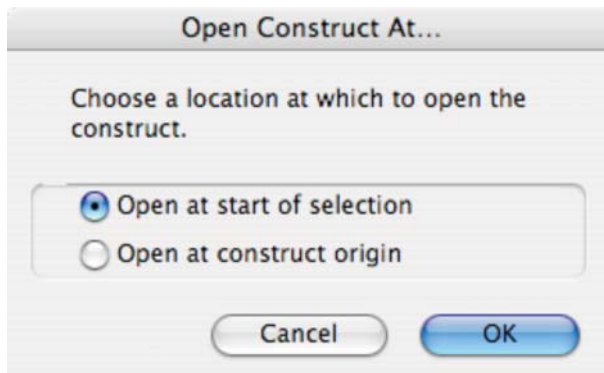 Open Construct At...
Choose a location at which to open the
construct.
Open at start of selection
Open at construct origin
Cancel
OK